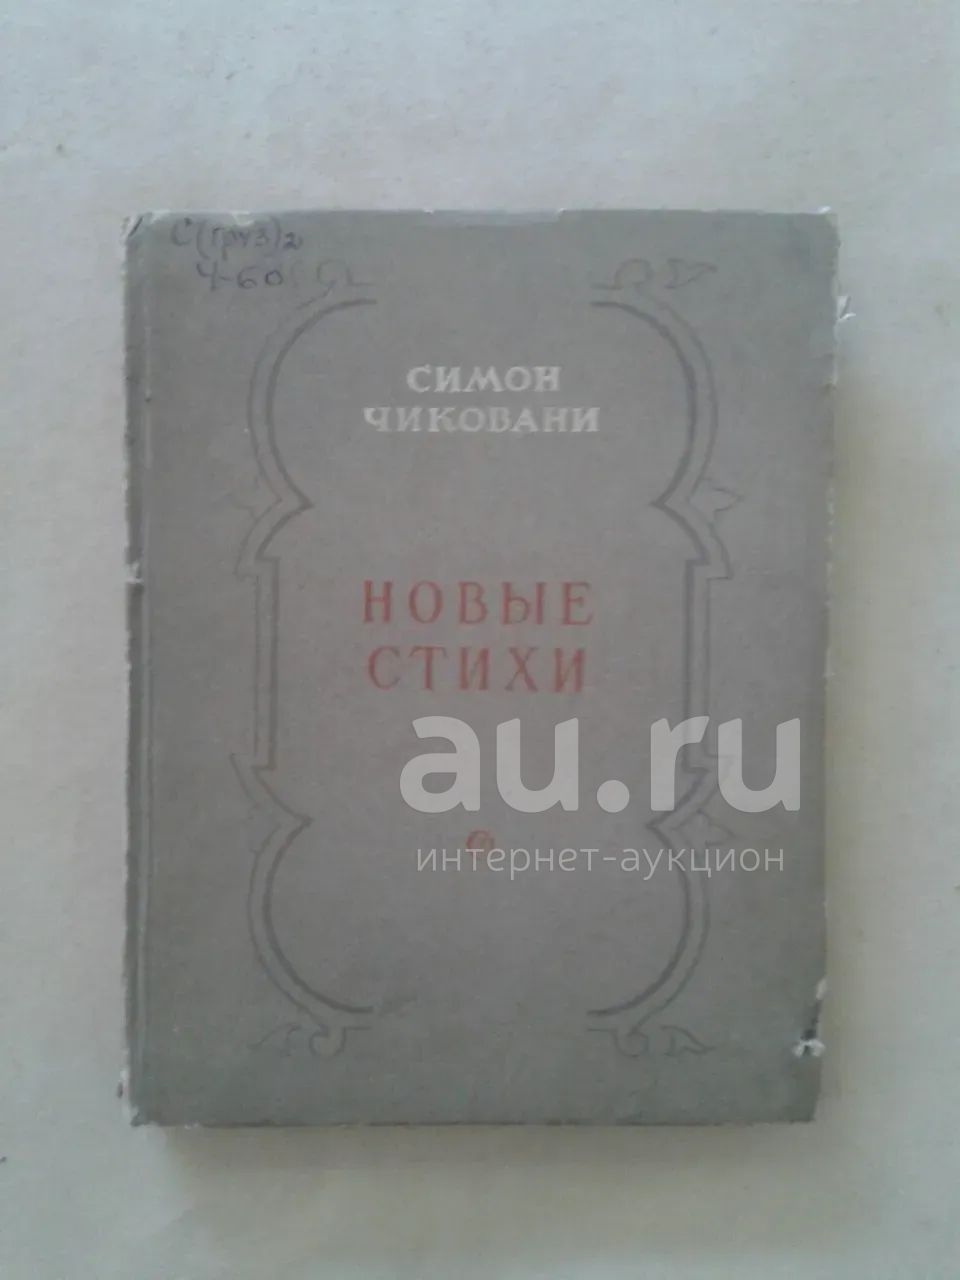 С(груз)2
Ч-60
СИМОН
ЧИКОВАНИ
НОВЫЕ
СТИХИ
au.ru
интернет-аукцион